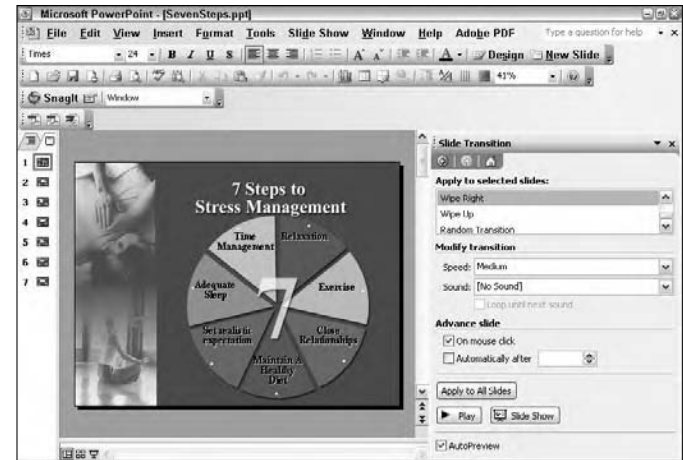 Microsoft PowerPoint - [SevenSteps.ppt]
File Edit View Insert Format Tools Slide Show Window Help Adobe PDF Type a question for help
Times 24 B I U S A A A Design New Slide
41%
SnagIt Window
Slide Transition
Apply to selected slides:
Wipe Right
Wipe Up
Random Transition
Modify transition
Speed: Medium
Sound: [No Sound]
Loop until next sound
Advance slide
On mouse click
Automatically after
Apply to All Slides
Play Slide Show
AutoPreview
1
2
3
4
5
6
7
7 Steps to
Stress Management
Time
Management
Relaxation
Adequate
Sleep
Exercise
7
Set realistic
expectation
Close
Relationships
Maintain A
Healthy
Diet